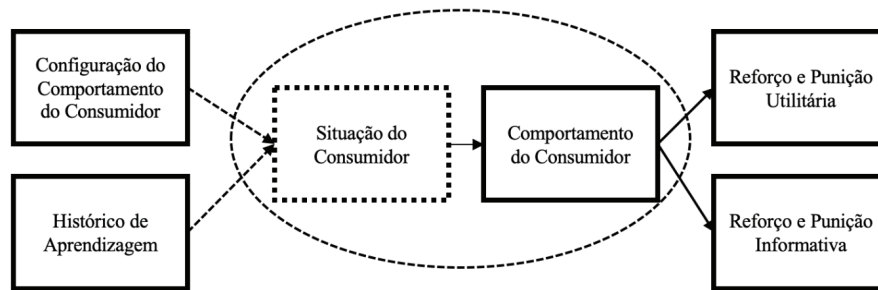 Configuração do
Comportamento
do Consumidor
Histórico de
Aprendizagem
Situação do
Consumidor
Comportamento
do Consumidor
Reforço e Punição
Utilitária
Reforço e Punição
Informativa